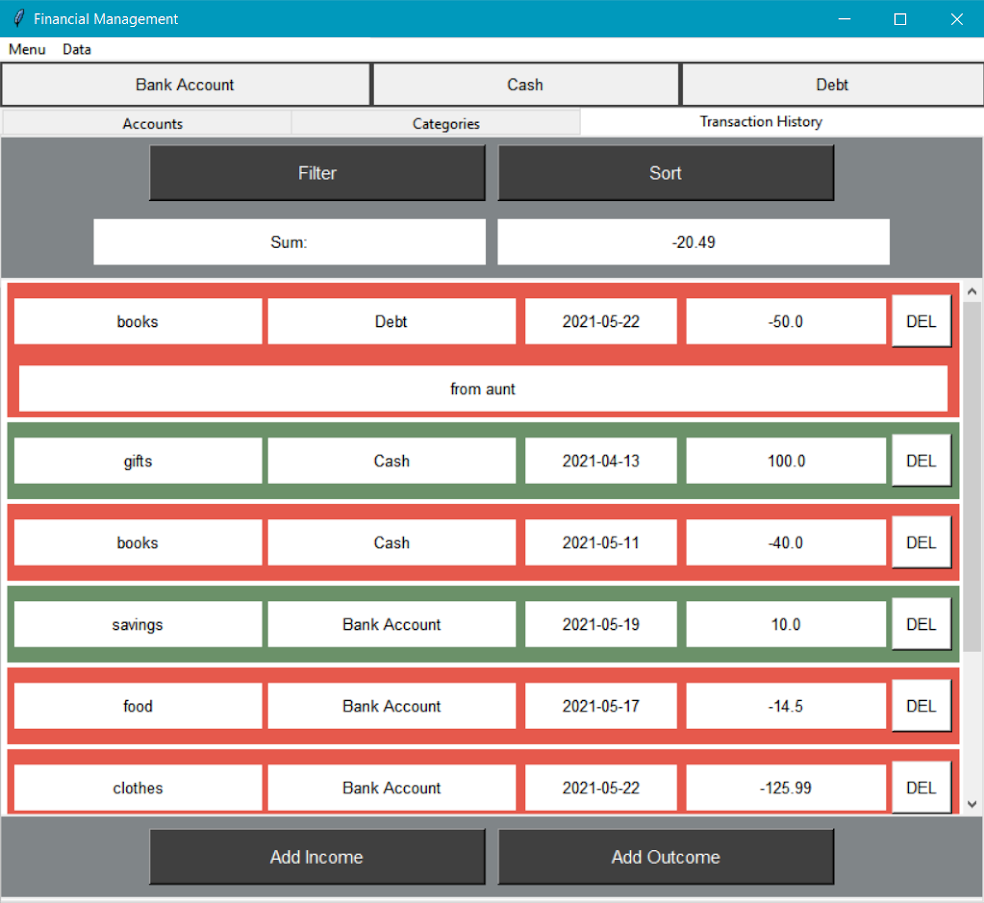 Financial Management
Menu Data
Bank Account Cash Debt
Accounts Categories Transaction History
Filter Sort
Sum: -20.49
books Debt 2021-05-22 -50.0 DEL
from aunt
gifts Cash 2021-04-13 100.0 DEL
books Cash 2021-05-11 -40.0 DEL
savings Bank Account 2021-05-19 10.0 DEL
food Bank Account 2021-05-17 -14.5 DEL
clothes Bank Account 2021-05-22 -125.99 DEL
Add Income Add Outcome